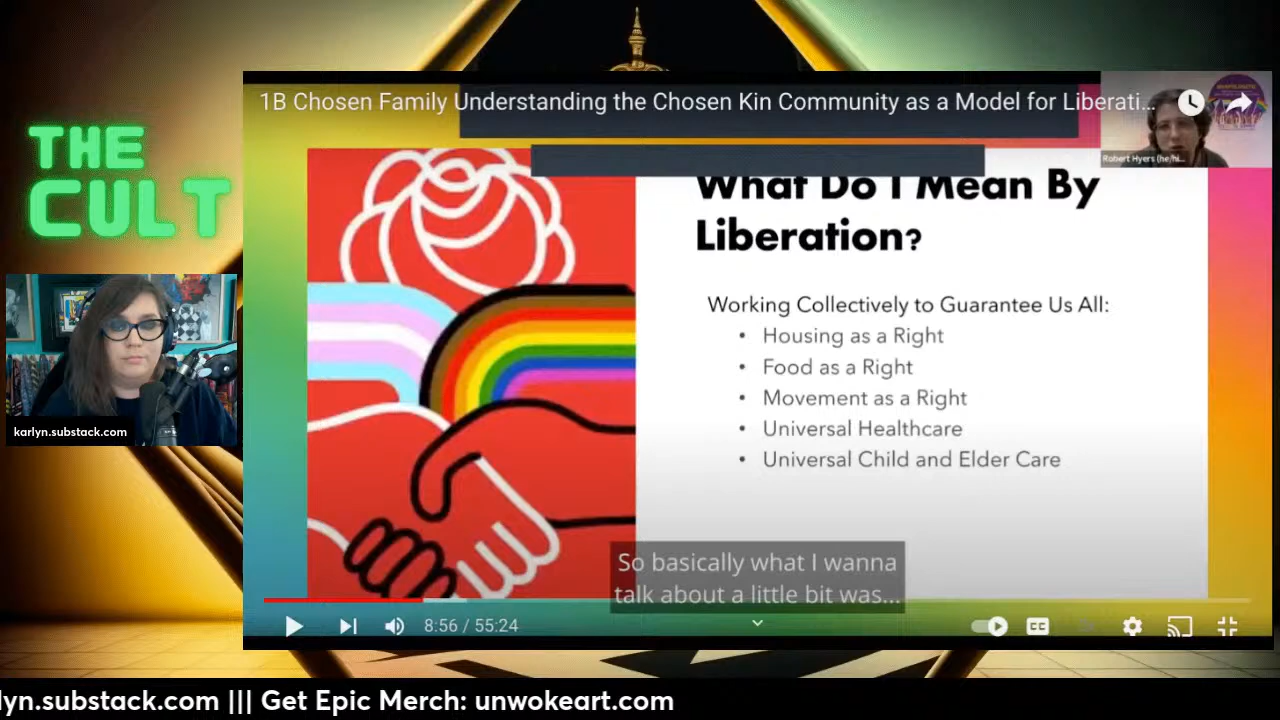 THE
CULT
karlyn.substack.com
1B Chosen Family Understanding the Chosen Kin Community as a Model for Liberati...
Robert Hyers (he/hi...
What Do I Mean By
Liberation?
Working Collectively to Guarantee Us All:
• Housing as a Right
• Food as a Right
• Movement as a Right
• Universal Healthcare
• Universal Child and Elder Care
So basically what I wanna
talk about a little bit was...
8:56 / 55:24
CC
lyn.substack.com ||| Get Epic Merch: unwokeart.com